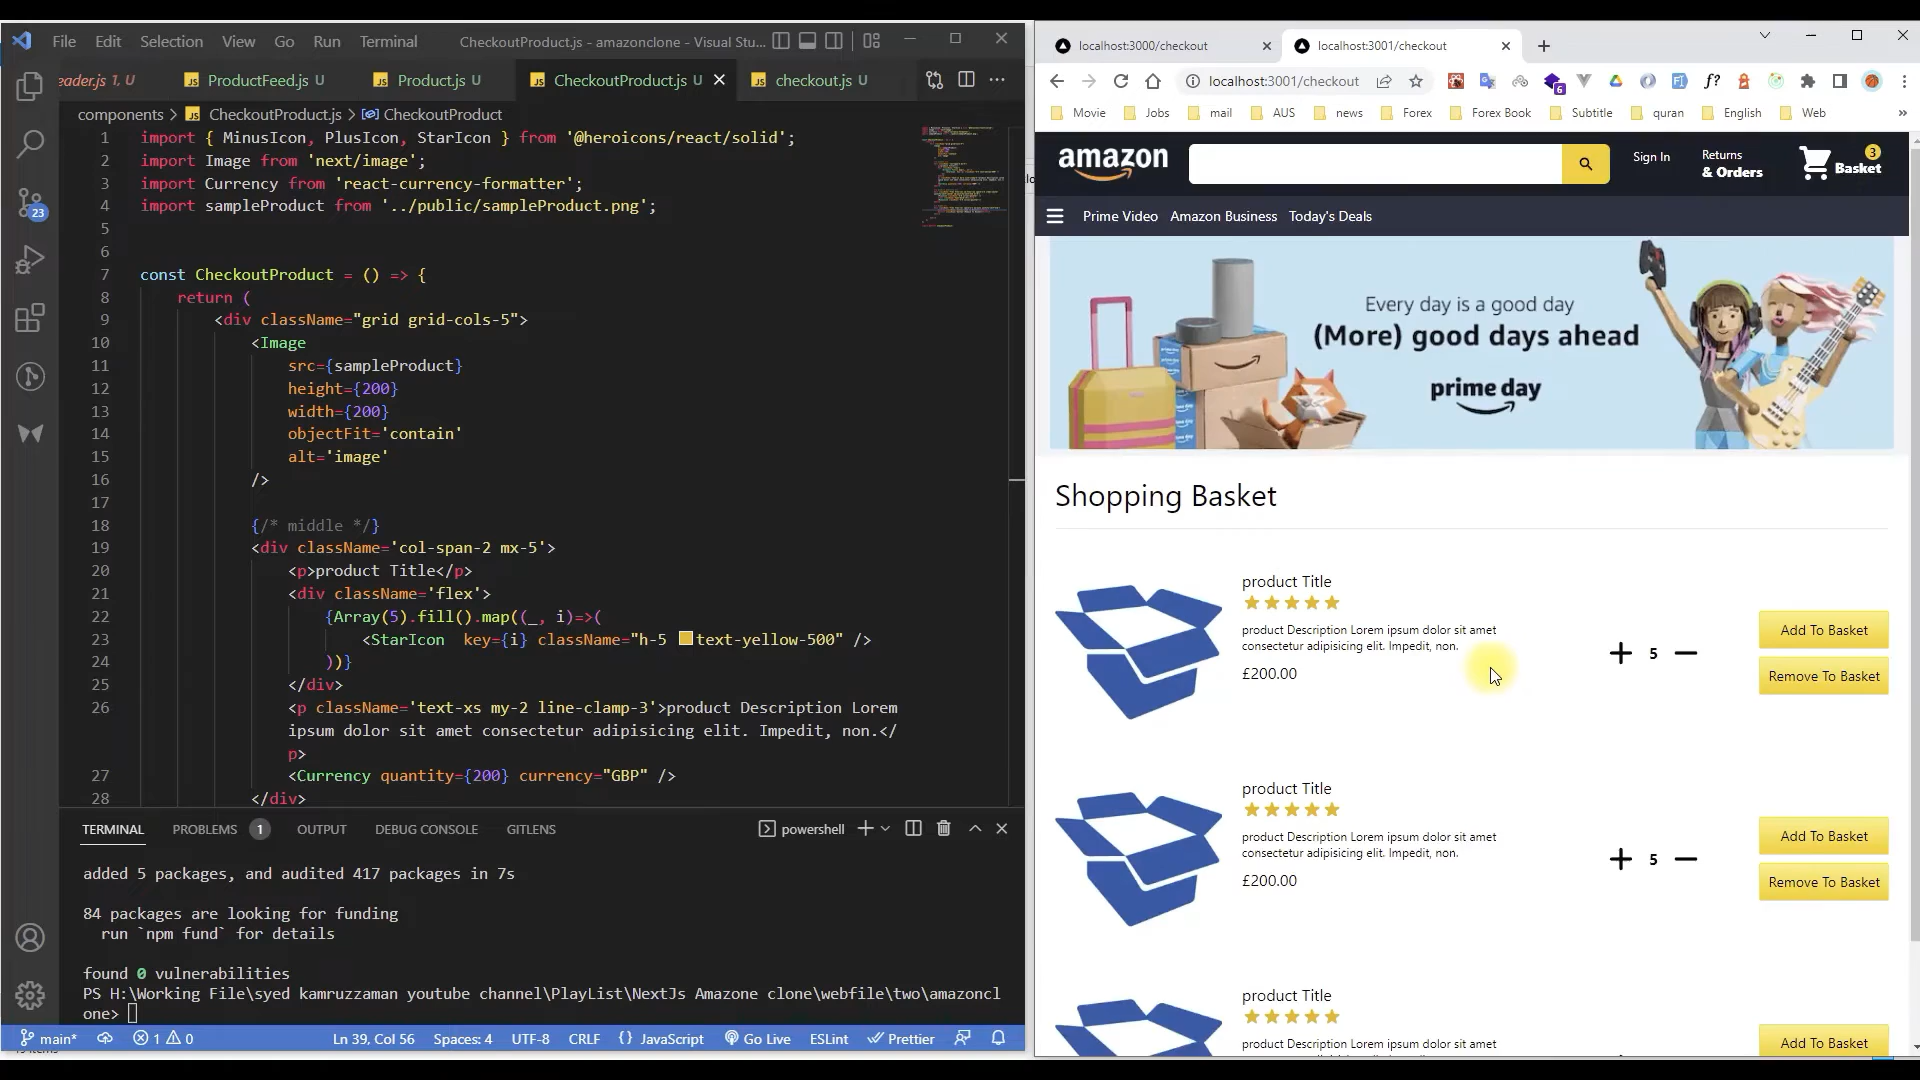 File Edit Selection View Go Run Terminal CheckoutProduct.js - amazonclone - Visual Stu...
eader.js 1, U ProductFeed.js U Product.js U CheckoutProduct.js U checkout.js U
components > CheckoutProduct.js > CheckoutProduct
1 import { MinusIcon, PlusIcon, StarIcon } from '@heroicons/react/solid';
2 import Image from 'next/image';
3 import Currency from 'react-currency-formatter';
4 import sampleProduct from '../public/sampleProduct.png';
5
6
7 const CheckoutProduct = () => {
8 return (
9 <div className="grid grid-cols-5">
10 <Image
11 src={sampleProduct}
12 height={200}
13 width={200}
14 objectFit='contain'
15 alt='image'
16 />
17
18 {/* middle */}
19 <div className='col-span-2 mx-5'>
20 <p>product Title</p>
21 <div className='flex'>
22 {Array(5).fill().map((_, i)=>(
23 <StarIcon key={i} className="h-5 text-yellow-500" />
24 ))}
25 </div>
26 <p className='text-xs my-2 line-clamp-3'>product Description Lorem
ipsum dolor sit amet consectetur adipisicing elit. Impedit, non.</
p>
27 <Currency quantity={200} currency="GBP" />
28 </div>
TERMINAL PROBLEMS 1 OUTPUT DEBUG CONSOLE GITLENS powershell
added 5 packages, and audited 417 packages in 7s
84 packages are looking for funding
run `npm fund` for details
found 0 vulnerabilities
PS H:\Working File\syed kamruzzaman youtube channel\PlayList\NextJs Amazone clone\webfile\two\amazoncl
one>
23
main* 1 0 Ln 39, Col 56 Spaces: 4 UTF-8 CRLF {} JavaScript Go Live ESLint Prettier
localhost:3000/checkout localhost:3001/checkout
localhost:3001/checkout f? 6
Movie Jobs mail AUS news Forex Forex Book Subtitle quran English Web »
amazon Sign In Returns & Orders 3 Basket
Prime Video Amazon Business Today's Deals
Every day is a good day
(More) good days ahead
prime day
Shopping Basket
product Title
product Description Lorem ipsum dolor sit amet
consectetur adipisicing elit. Impedit, non.
£200.00
5
Add To Basket
Remove To Basket
product Title
product Description Lorem ipsum dolor sit amet
consectetur adipisicing elit. Impedit, non.
£200.00
5
Add To Basket
Remove To Basket
product Title
product Description Lorem ipsum dolor sit amet
Add To Basket